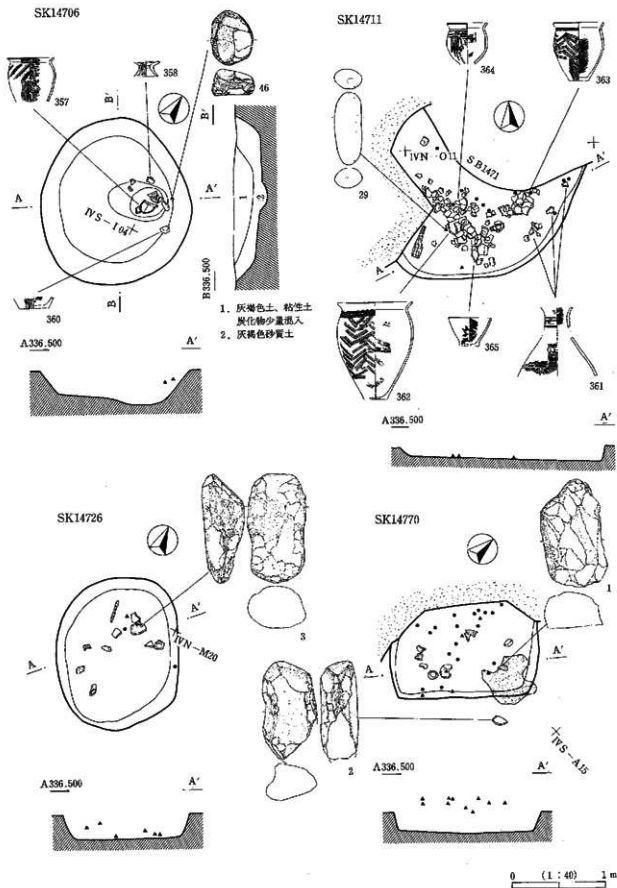 SK14706
357
358
46
B'
B'
A
A'
IVS-I04
B
B336.500
1
2
360
1. 灰褐色土、粘性土
炭化物少量混入
2. 灰褐色砂質土
A336.500
A'
SK14711
364
363
29
IVN-O11
SB1471
A'
A
362
365
361
A336.500
A'
SK14726
3
A'
IVN-M20
A
A336.500
A'
SK14770
1
A
A'
2
IVS-A15
A336.500
A'
0 (1:40) 1m